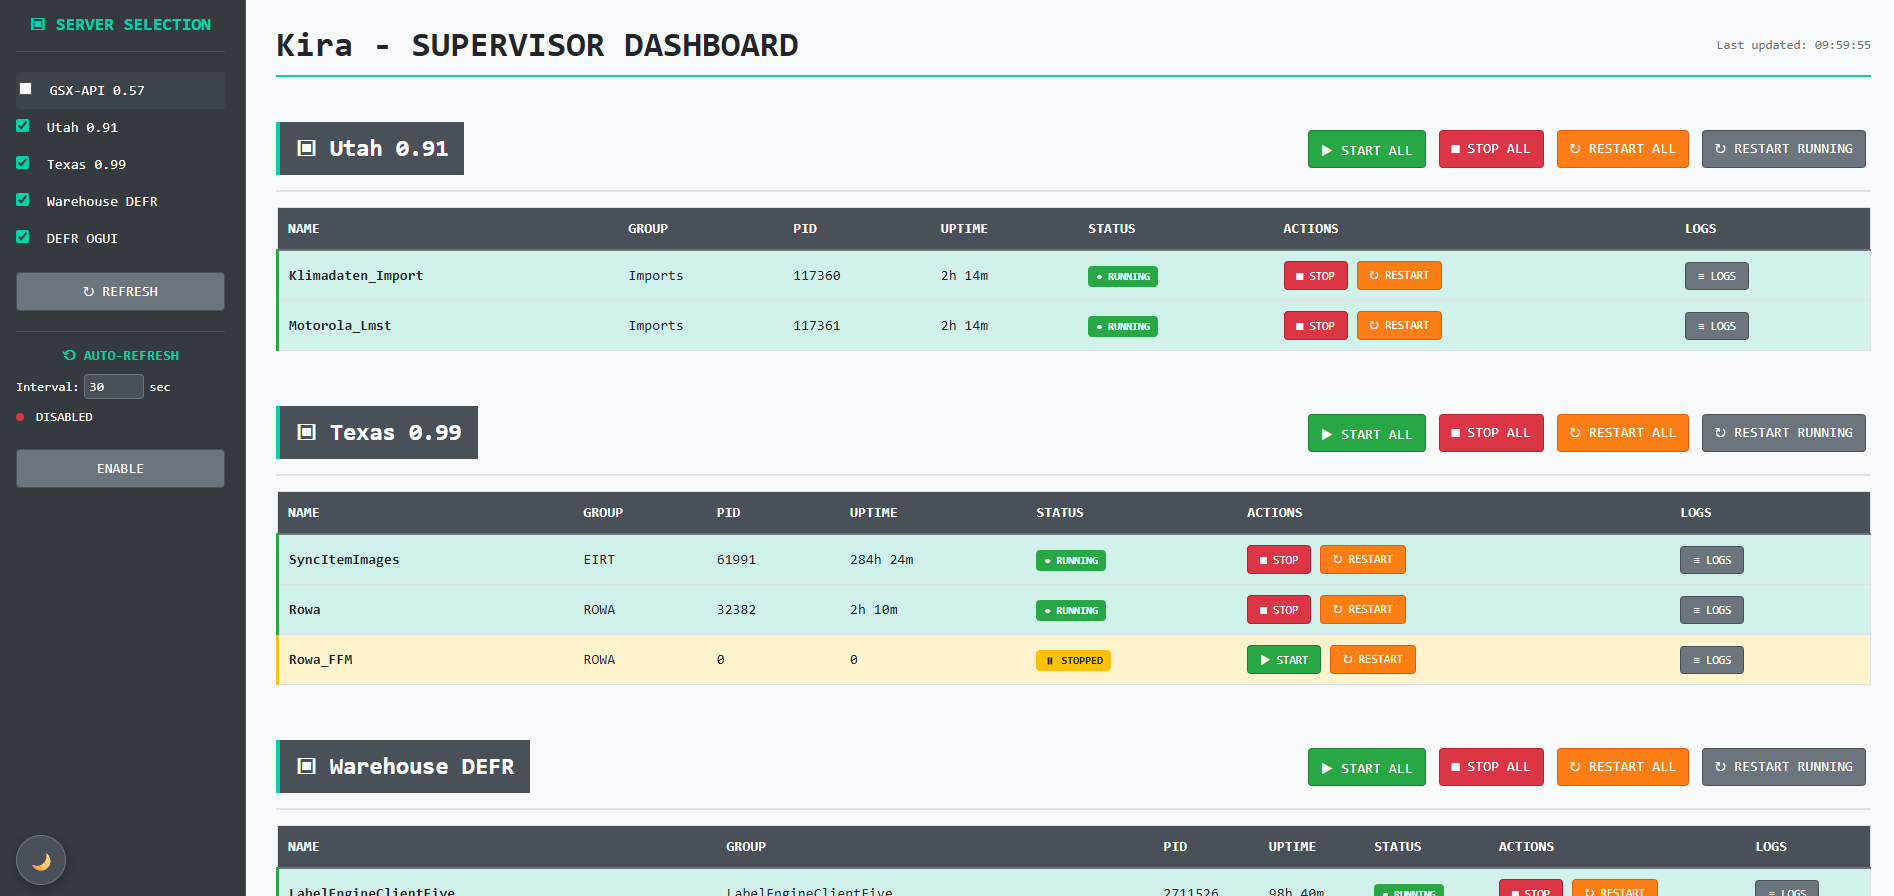 SERVER SELECTION
GSX-API 0.57
Utah 0.91
Texas 0.99
Warehouse DEFR
DEFR OGUI
↻ REFRESH
AUTO-REFRESH
Interval: 30 sec
DISABLED
ENABLE
Kira - SUPERVISOR DASHBOARD
Last updated: 09:59:55
Utah 0.91
▶ START ALL ■ STOP ALL ↻ RESTART ALL ↻ RESTART RUNNING
NAME GROUP PID UPTIME STATUS ACTIONS LOGS
Klimadaten_Import Imports 117360 2h 14m ● RUNNING ■ STOP ↻ RESTART ≡ LOGS
Motorola_Lmst Imports 117361 2h 14m ● RUNNING ■ STOP ↻ RESTART ≡ LOGS
Texas 0.99
▶ START ALL ■ STOP ALL ↻ RESTART ALL ↻ RESTART RUNNING
NAME GROUP PID UPTIME STATUS ACTIONS LOGS
SyncItemImages EIRT 61991 284h 24m ● RUNNING ■ STOP ↻ RESTART ≡ LOGS
Rowa ROWA 32382 2h 10m ● RUNNING ■ STOP ↻ RESTART ≡ LOGS
Rowa_FFM ROWA 0 0 ⏸ STOPPED ▶ START ↻ RESTART ≡ LOGS
Warehouse DEFR
▶ START ALL ■ STOP ALL ↻ RESTART ALL ↻ RESTART RUNNING
NAME GROUP PID UPTIME STATUS ACTIONS LOGS
LabelEngineClientFive LabelEngineClientFive 2711526 98h 40m ● RUNNING ■ STOP ↻ RESTART ≡ LOGS